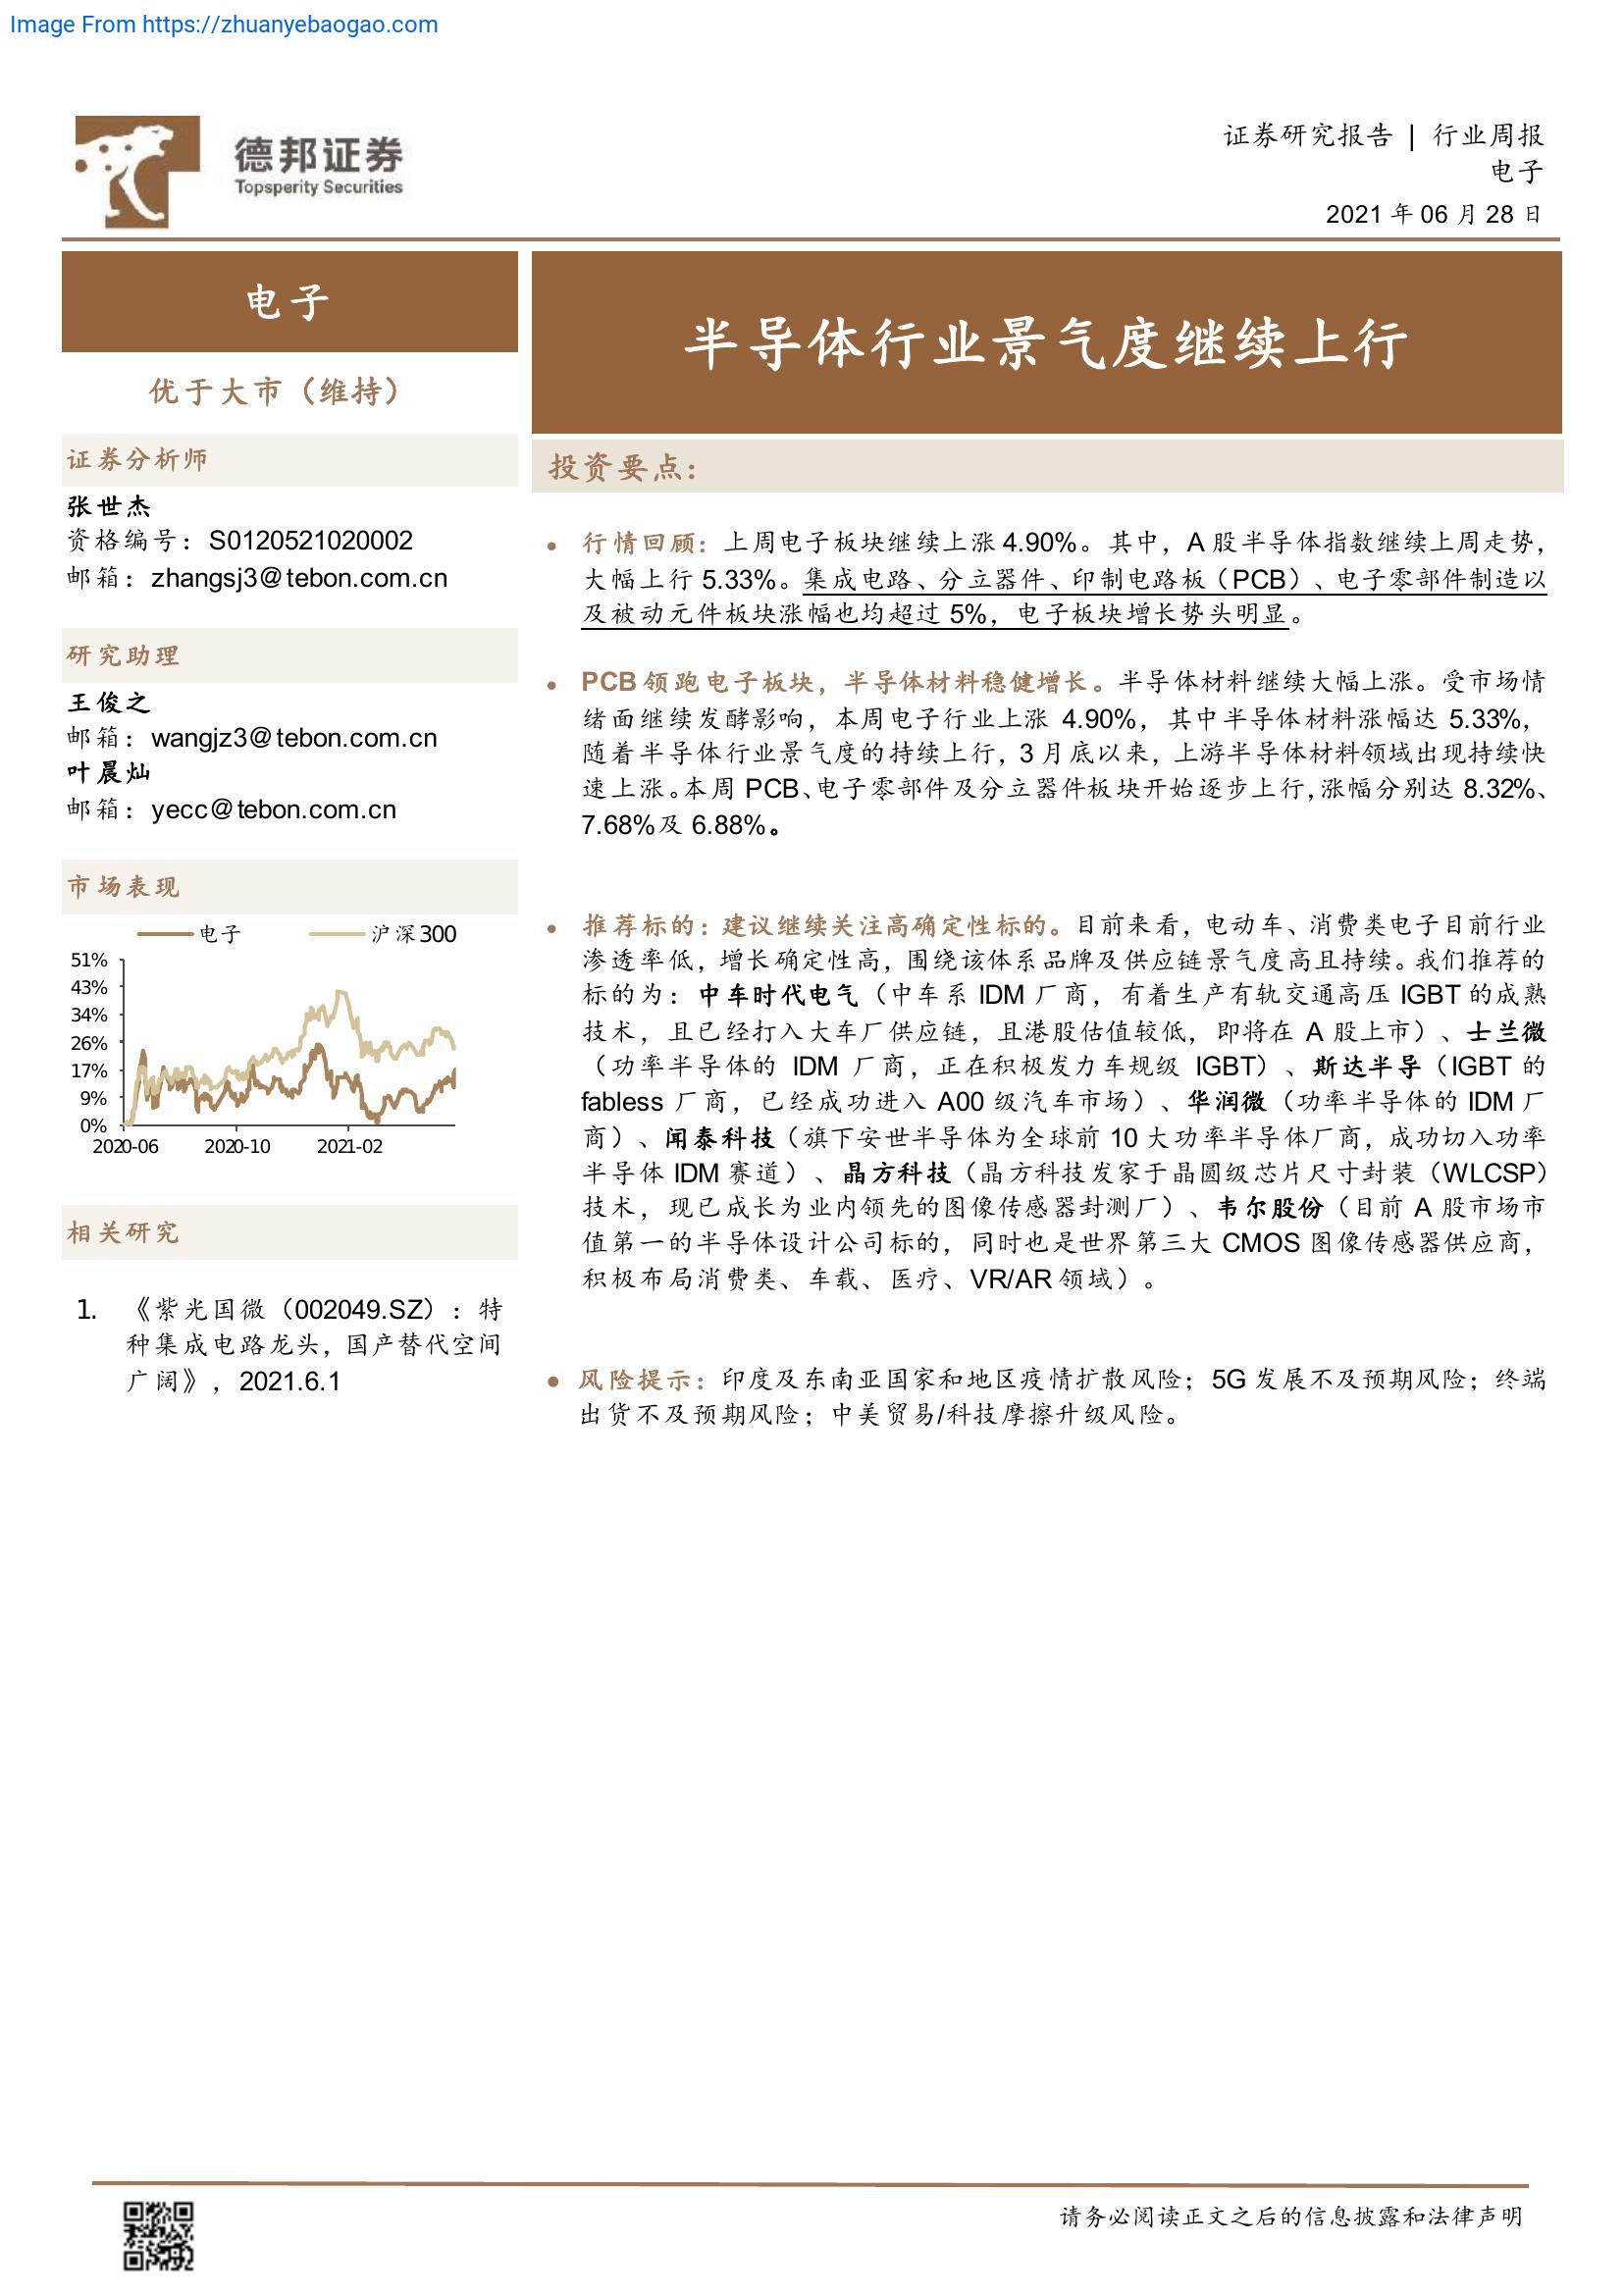 Image From https://zhuanyebaogao.com
德邦证券
Topsperity Securities
证券研究报告 | 行业周报
电子
2021 年 06 月 28 日
电子
优于大市（维持）
证券分析师
张世杰
资格编号：S0120521020002
邮箱：zhangsj3@tebon.com.cn
研究助理
王俊之
邮箱：wangjz3@tebon.com.cn
叶晨灿
邮箱：yecc@tebon.com.cn
市场表现
电子 沪深300
51%
43%
34%
26%
17%
9%
0%
2020-06 2020-10 2021-02
相关研究
1. 《紫光国微（002049.SZ）：特
种集成电路龙头，国产替代空间
广阔》，2021.6.1
半导体行业景气度继续上行
投资要点：
● 行情回顾：上周电子板块继续上涨 4.90%。其中，A 股半导体指数继续上周走势，
大幅上行 5.33%。集成电路、分立器件、印制电路板（PCB）、电子零部件制造以
及被动元件板块涨幅也均超过 5%，电子板块增长势头明显。
● PCB 领跑电子板块，半导体材料稳健增长。半导体材料继续大幅上涨。受市场情
绪面继续发酵影响，本周电子行业上涨 4.90%，其中半导体材料涨幅达 5.33%，
随着半导体行业景气度的持续上行，3 月底以来，上游半导体材料领域出现持续快
速上涨。本周 PCB、电子零部件及分立器件板块开始逐步上行，涨幅分别达 8.32%、
7.68%及 6.88%。
● 推荐标的：建议继续关注高确定性标的。目前来看，电动车、消费类电子目前行业
渗透率低，增长确定性高，围绕该体系品牌及供应链景气度高且持续。我们推荐的
标的为：中车时代电气（中车系 IDM 厂商，有着生产有轨交通高压 IGBT 的成熟
技术，且已经打入大车厂供应链，且港股估值较低，即将在 A 股上市）、士兰微
（功率半导体的 IDM 厂商，正在积极发力车规级 IGBT）、斯达半导（IGBT 的
fabless 厂商，已经成功进入 A00 级汽车市场）、华润微（功率半导体的 IDM 厂
商）、闻泰科技（旗下安世半导体为全球前 10 大功率半导体厂商，成功切入功率
半导体 IDM 赛道）、晶方科技（晶方科技发家于晶圆级芯片尺寸封装（WLCSP）
技术，现已成长为业内领先的图像传感器封测厂）、韦尔股份（目前 A 股市场市
值第一的半导体设计公司标的，同时也是世界第三大 CMOS 图像传感器供应商，
积极布局消费类、车载、医疗、VR/AR 领域）。
● 风险提示：印度及东南亚国家和地区疫情扩散风险；5G 发展不及预期风险；终端
出货不及预期风险；中美贸易/科技摩擦升级风险。
请务必阅读正文之后的信息披露和法律声明